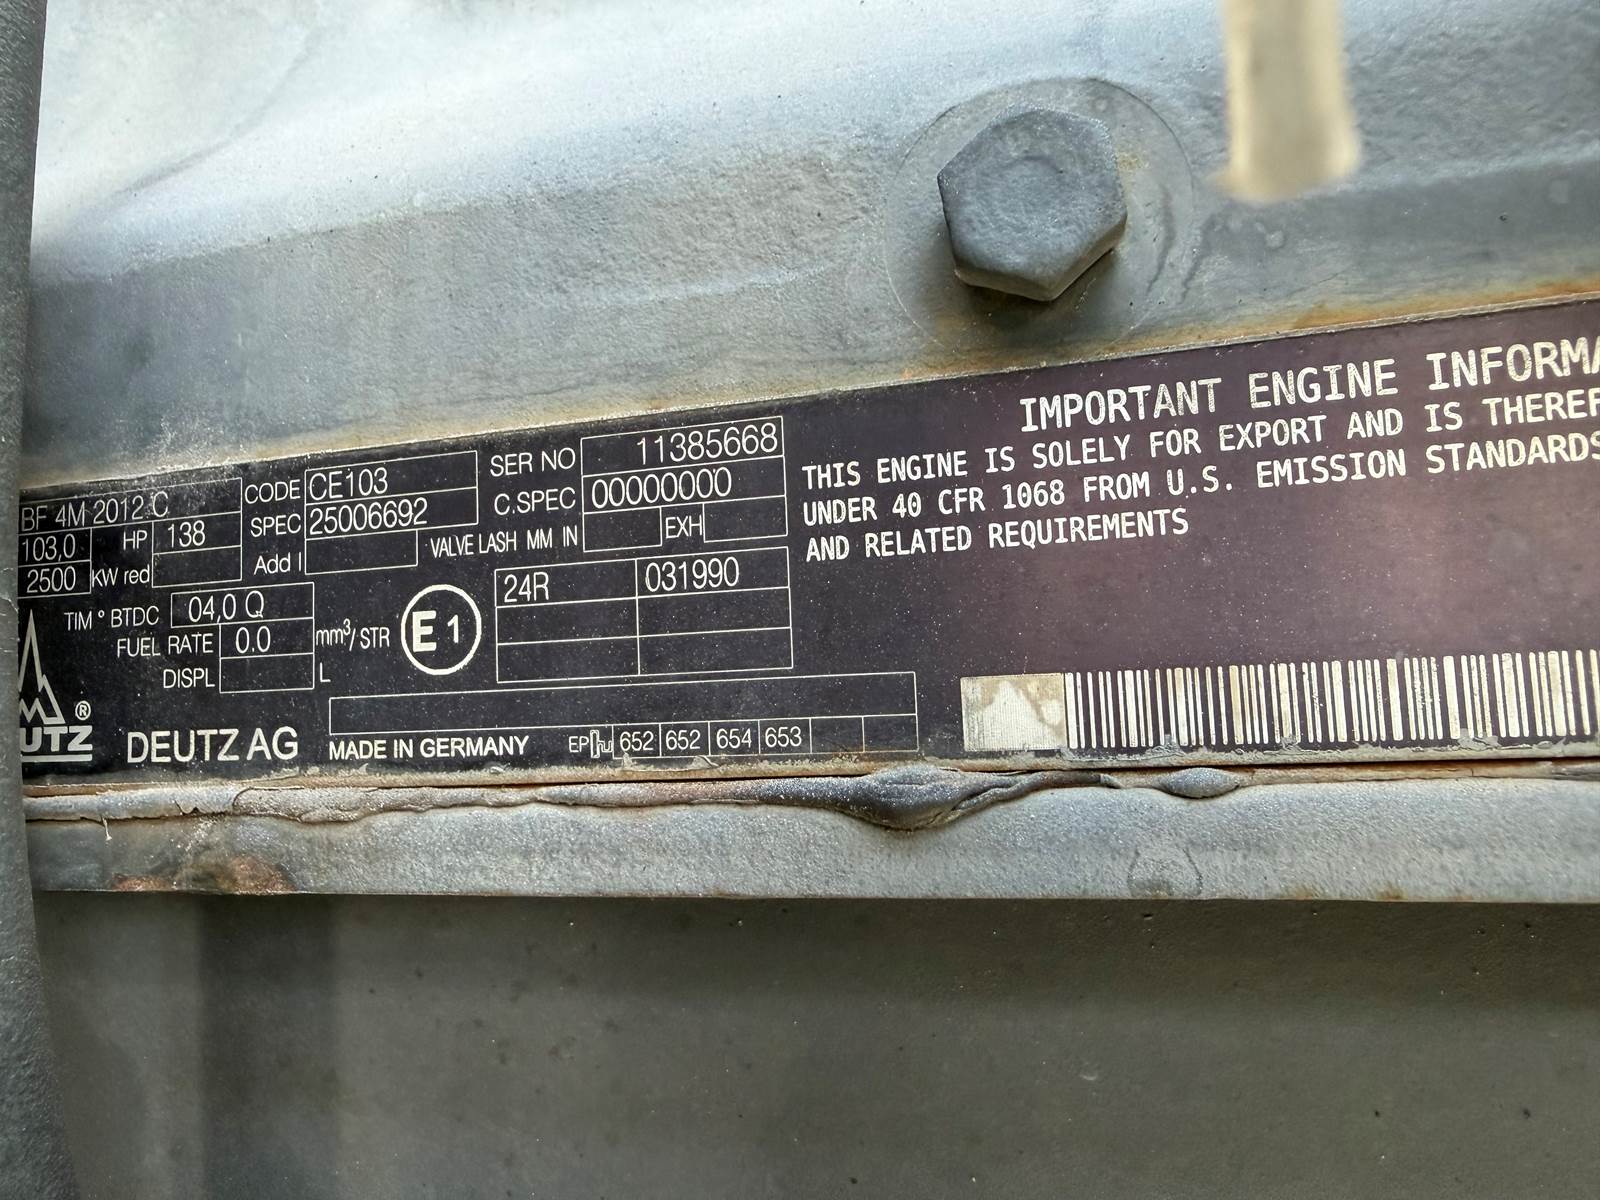 BF 4M 2012 C
103,0 HP 138
2500 KW red
CODE CE103
SPEC 25006692
Add I
SER NO 11385668
C.SPEC 00000000
VALVE LASH MM IN EXH
TIM ° BTDC 04,0 Q
FUEL RATE 0.0 mm³/STR
DISPL L
E1
24R 031990
UTZ ®
DEUTZ AG
MADE IN GERMANY
EP 652 652 654 653
IMPORTANT ENGINE INFORMA
THIS ENGINE IS SOLELY FOR EXPORT AND IS THEREF
UNDER 40 CFR 1068 FROM U.S. EMISSION STANDARDS
AND RELATED REQUIREMENTS